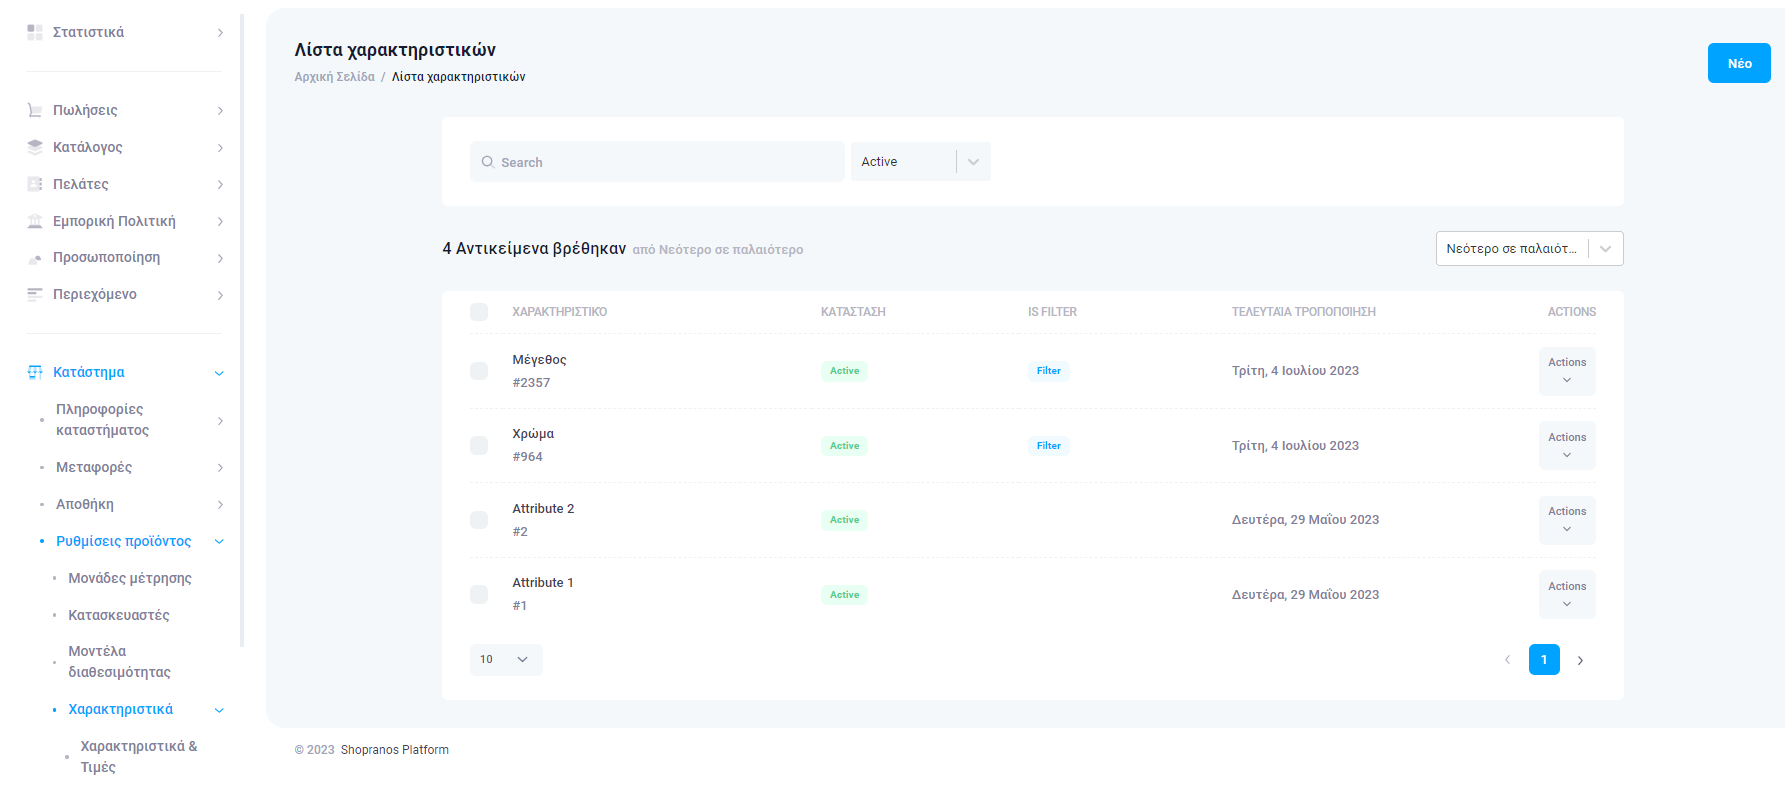 Στατιστικά
Πωλήσεις
Κατάλογος
Πελάτες
Εμπορική Πολιτική
Προσωποποίηση
Περιεχόμενο
Κατάστημα
Πληροφορίες
καταστήματος
Μεταφορές
Αποθήκη
Ρυθμίσεις προϊόντος
Μονάδες μέτρησης
Κατασκευαστές
Μοντέλα
διαθεσιμότητας
Χαρακτηριστικά
Χαρακτηριστικά &
Τιμές
Λίστα χαρακτηριστικών
Αρχική Σελίδα / Λίστα χαρακτηριστικών
Νέο
Search
Active
4 Αντικείμενα βρέθηκαν από Νεότερο σε παλαιότερο
Νεότερο σε παλαιότ...
ΧΑΡΑΚΤΗΡΙΣΤΙΚΌ ΚΑΤΆΣΤΑΣΗ IS FILTER ΤΕΛΕΥΤΑΊΑ ΤΡΟΠΟΠΟΊΗΣΗ ACTIONS
Μέγεθος
#2357
Active Filter Τρίτη, 4 Ιουλίου 2023 Actions
Χρώμα
#964
Active Filter Τρίτη, 4 Ιουλίου 2023 Actions
Attribute 2
#2
Active Δευτέρα, 29 Μαΐου 2023 Actions
Attribute 1
#1
Active Δευτέρα, 29 Μαΐου 2023 Actions
10
1
© 2023 Shopranos Platform